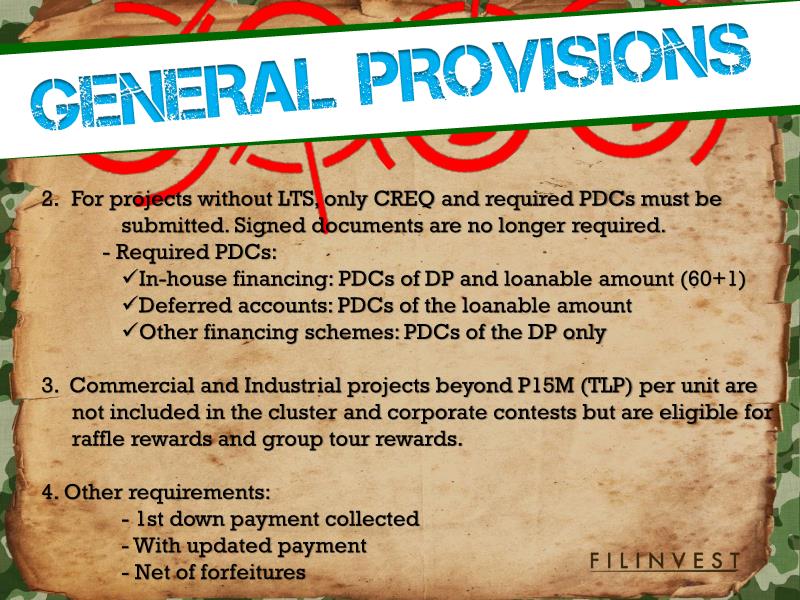 GENERAL PROVISIONS
2. For projects without LTS, only CREQ and required PDCs must be
submitted. Signed documents are no longer required.
- Required PDCs:
✓In-house financing: PDCs of DP and loanable amount (60+1)
✓Deferred accounts: PDCs of the loanable amount
✓Other financing schemes: PDCs of the DP only
3. Commercial and Industrial projects beyond P15M (TLP) per unit are
not included in the cluster and corporate contests but are eligible for
raffle rewards and group tour rewards.
4. Other requirements:
- 1st down payment collected
- With updated payment
- Net of forfeitures
FILINVEST